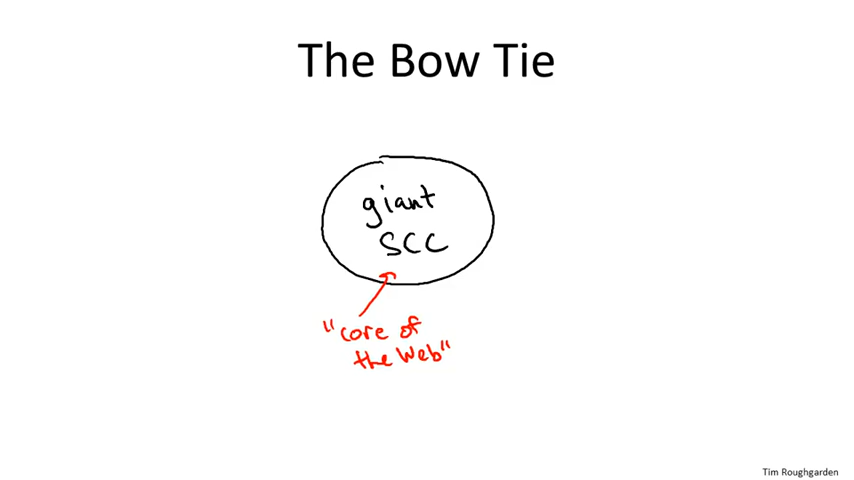 The Bow Tie
giant
SCC
"core of
the Web"
Tim Roughgarden